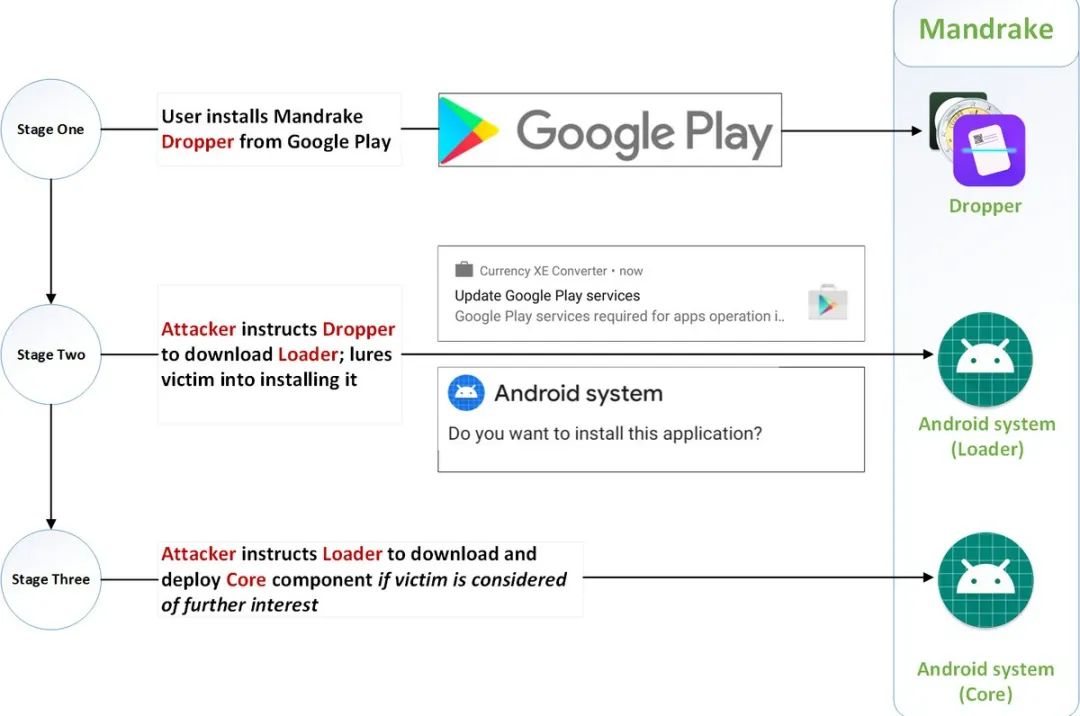 Mandrake
Stage One
User installs Mandrake
Dropper from Google Play
Google Play
Dropper
Currency XE Converter • now
Update Google Play services
Google Play services required for apps operation i..
Stage Two
Attacker instructs Dropper
to download Loader; lures
victim into installing it
Android system
Do you want to install this application?
Android system
(Loader)
Stage Three
Attacker instructs Loader to download and
deploy Core component if victim is considered
of further interest
Android system
(Core)